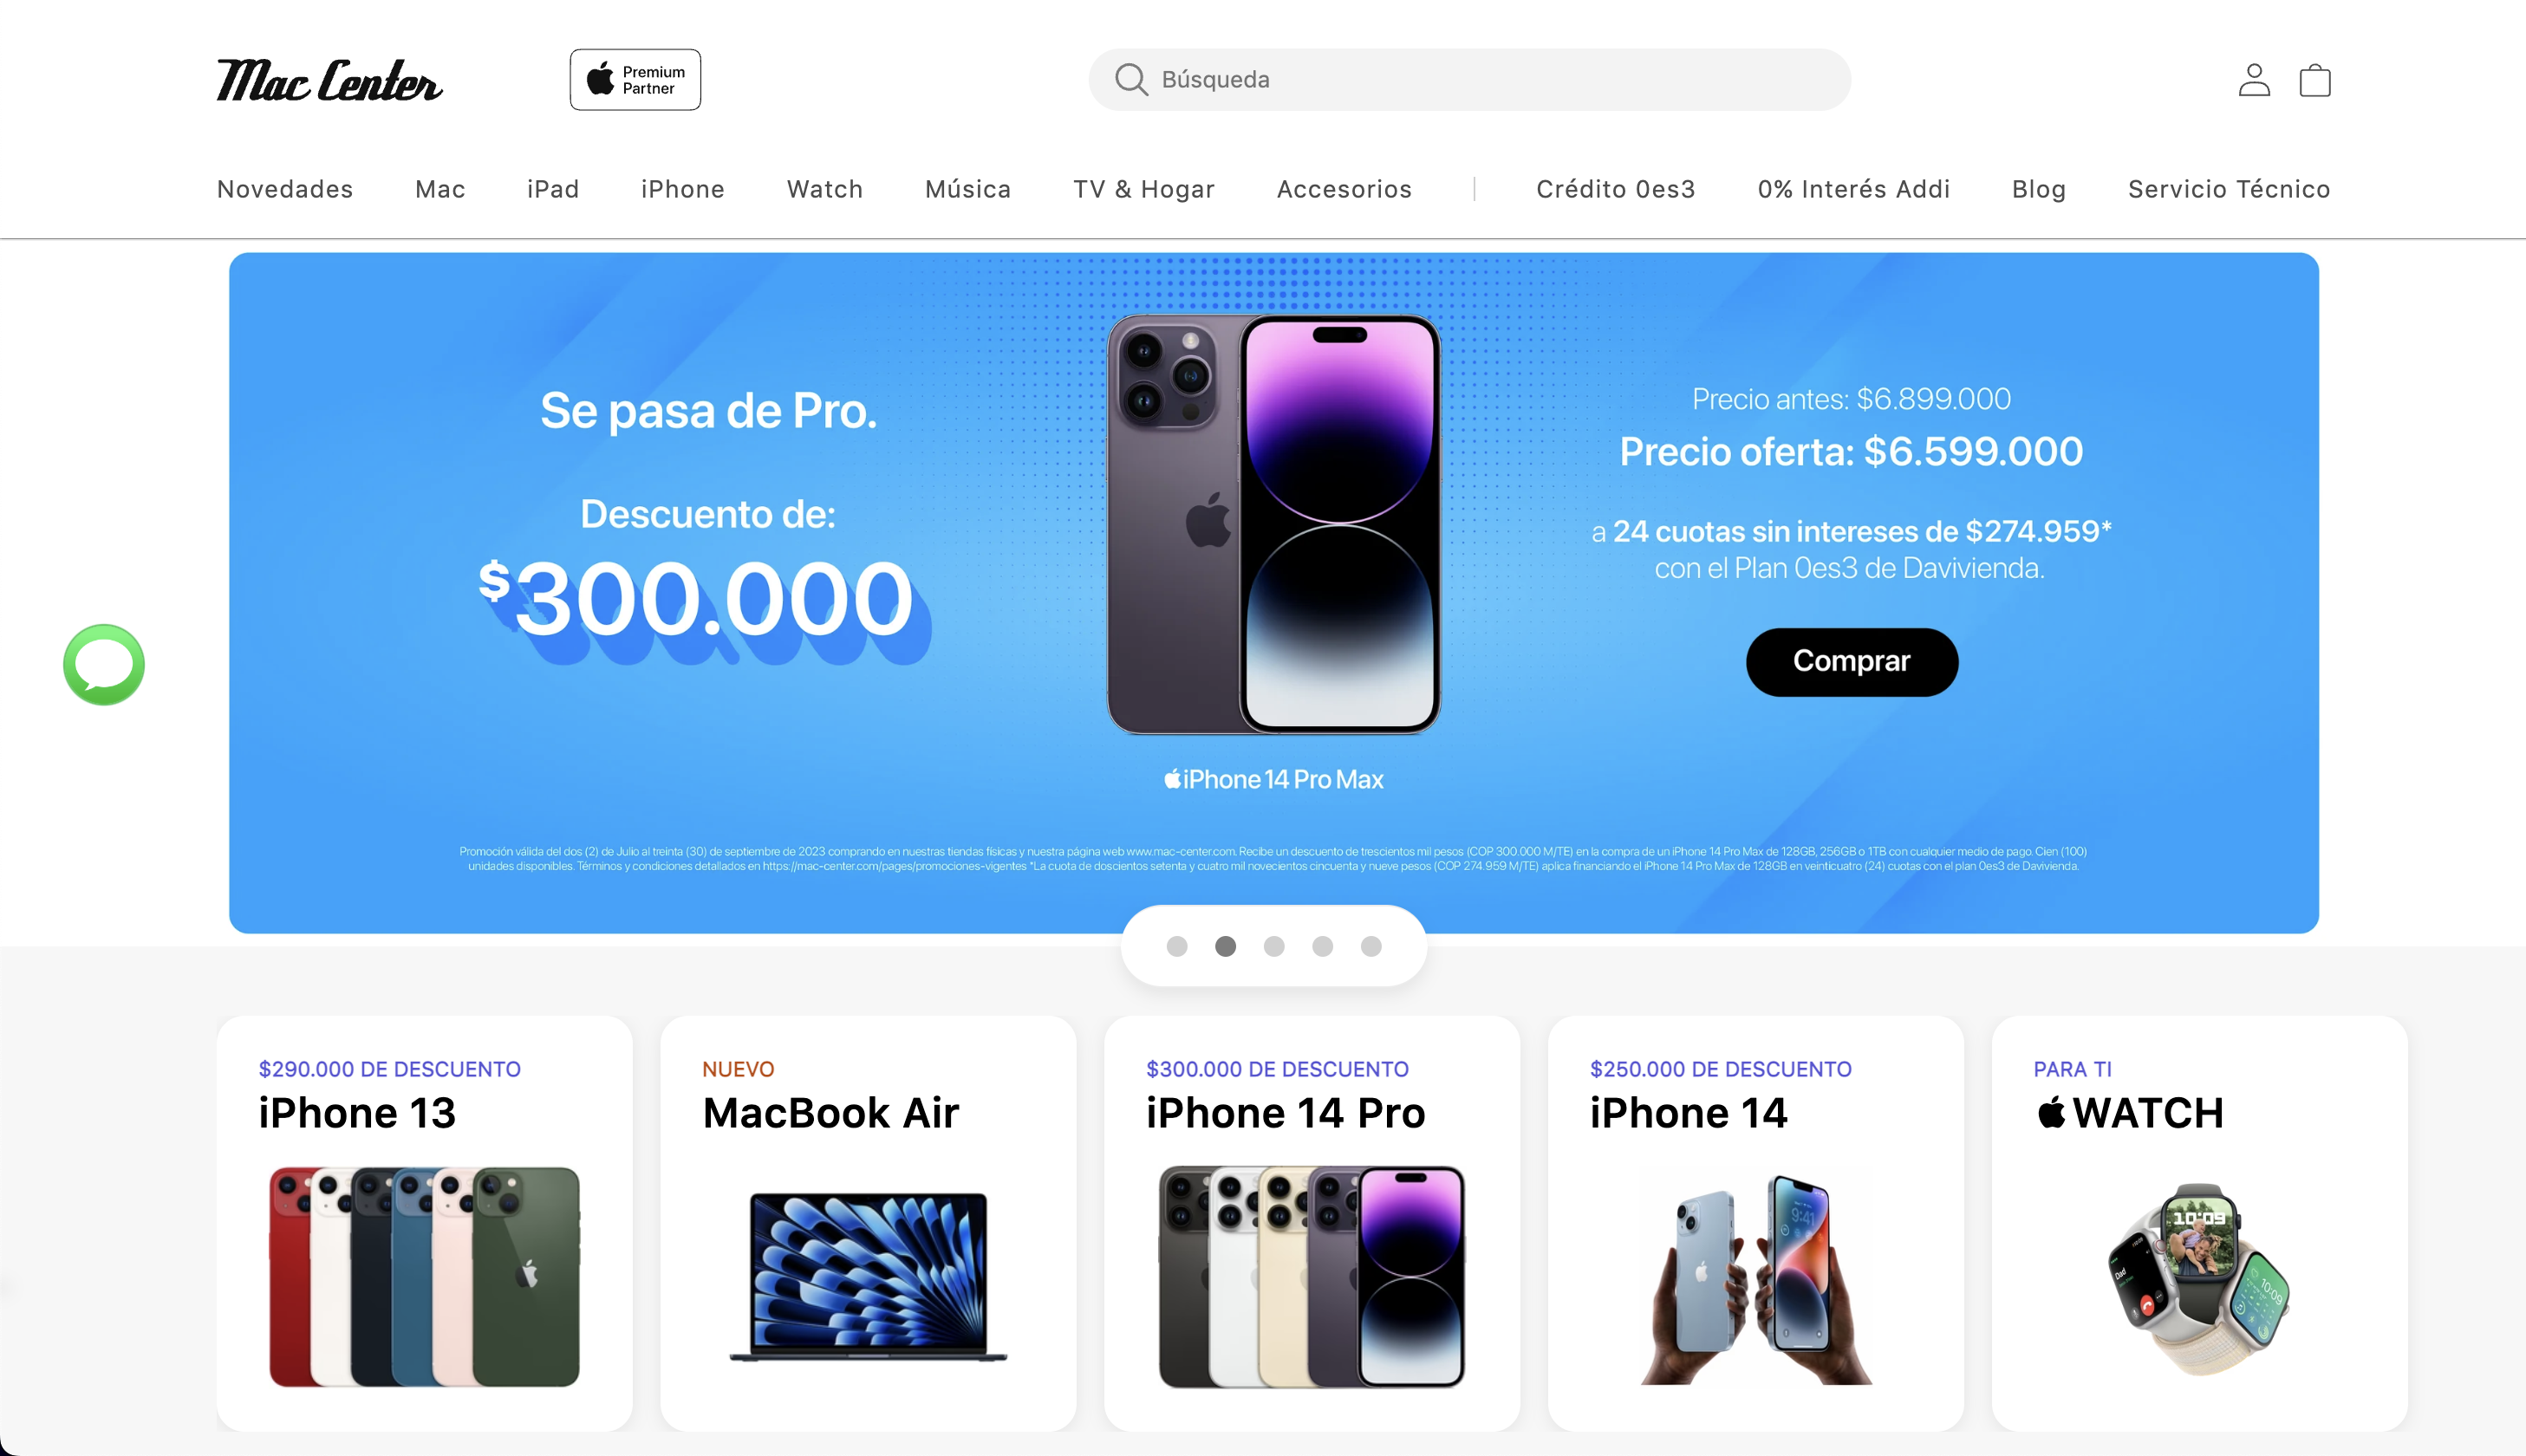 Mac Center
Premium
Partner
Búsqueda
Novedades Mac iPad iPhone Watch Música TV & Hogar Accesorios | Crédito 0es3 0% Interés Addi Blog Servicio Técnico
Se pasa de Pro.
Descuento de:
$300.000
iPhone 14 Pro Max
Precio antes: $6.899.000
Precio oferta: $6.599.000
a 24 cuotas sin intereses de $274.959*
con el Plan 0es3 de Davivienda.
Comprar
Promoción válida del dos (2) de Julio al treinta (30) de septiembre de 2023 comprando en nuestras tiendas físicas y nuestra página web www.mac-center.com. Recibe un descuento de trescientos mil pesos (COP 300.000 M/TE) en la compra de un iPhone 14 Pro Max de 128GB, 256GB o 1TB con cualquier medio de pago. Cien (100)
unidades disponibles. Términos y condiciones detallados en https://mac-center.com/pages/promociones-vigentes *La cuota de doscientos setenta y cuatro mil novecientos cincuenta y nueve pesos (COP 274.959 M/TE) aplica financiando el iPhone 14 Pro Max de 128GB en veinticuatro (24) cuotas con el plan 0es3 de Davivienda.
$290.000 DE DESCUENTO
iPhone 13
NUEVO
MacBook Air
$300.000 DE DESCUENTO
iPhone 14 Pro
$250.000 DE DESCUENTO
iPhone 14
9:41
PARA TI
WATCH
10:09
Dad
10:09